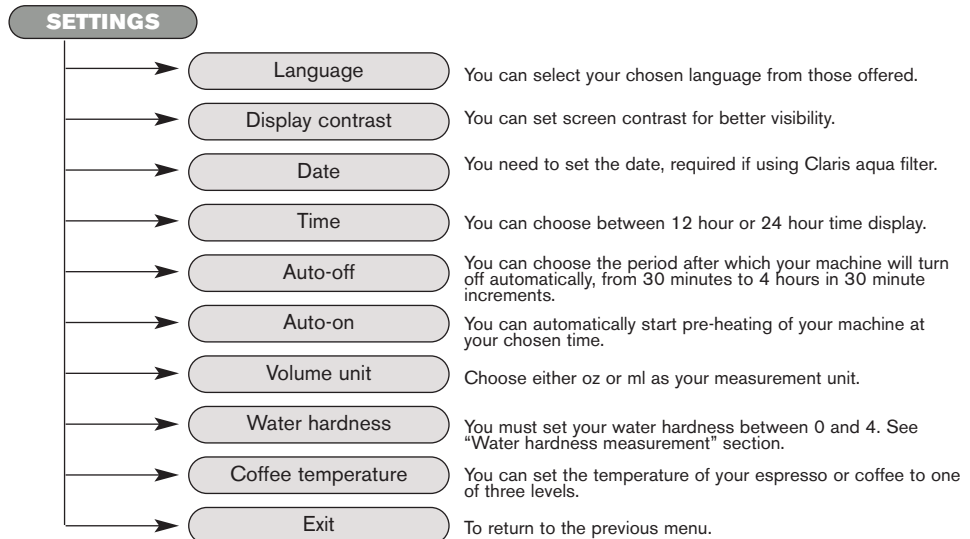 SETTINGS
Language
You can select your chosen language from those offered.
Display contrast
You can set screen contrast for better visibility.
Date
You need to set the date, required if using Claris aqua filter.
Time
You can choose between 12 hour or 24 hour time display.
Auto-off
You can choose the period after which your machine will turn
off automatically, from 30 minutes to 4 hours in 30 minute
increments.
Auto-on
You can automatically start pre-heating of your machine at
your chosen time.
Volume unit
Choose either oz or ml as your measurement unit.
Water hardness
You must set your water hardness between 0 and 4. See
“Water hardness measurement” section.
Coffee temperature
You can set the temperature of your espresso or coffee to one
of three levels.
Exit
To return to the previous menu.